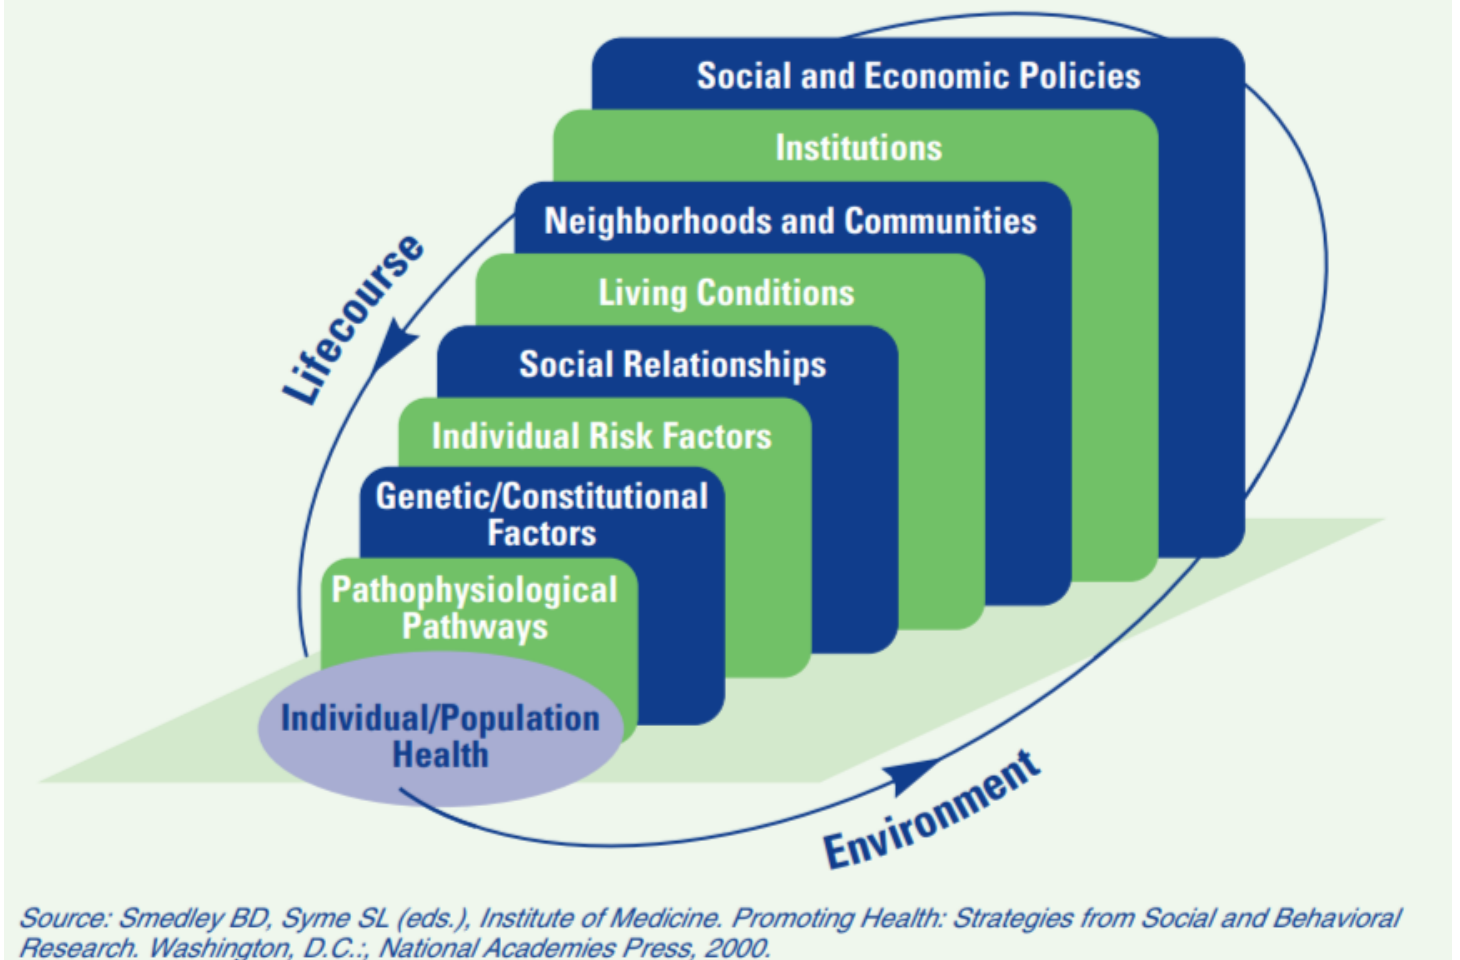 Social and Economic Policies
Institutions
Neighborhoods and Communities
Living Conditions
Lifecourse
Social Relationships
Individual Risk Factors
Genetic/Constitutional
Factors
Pathophysiological
Pathways
Individual/Population
Health
Environment
Source: Smedley BD, Syme SL (eds.), Institute of Medicine. Promoting Health: Strategies from Social and Behavioral
Research. Washington, D.C.:, National Academies Press, 2000.